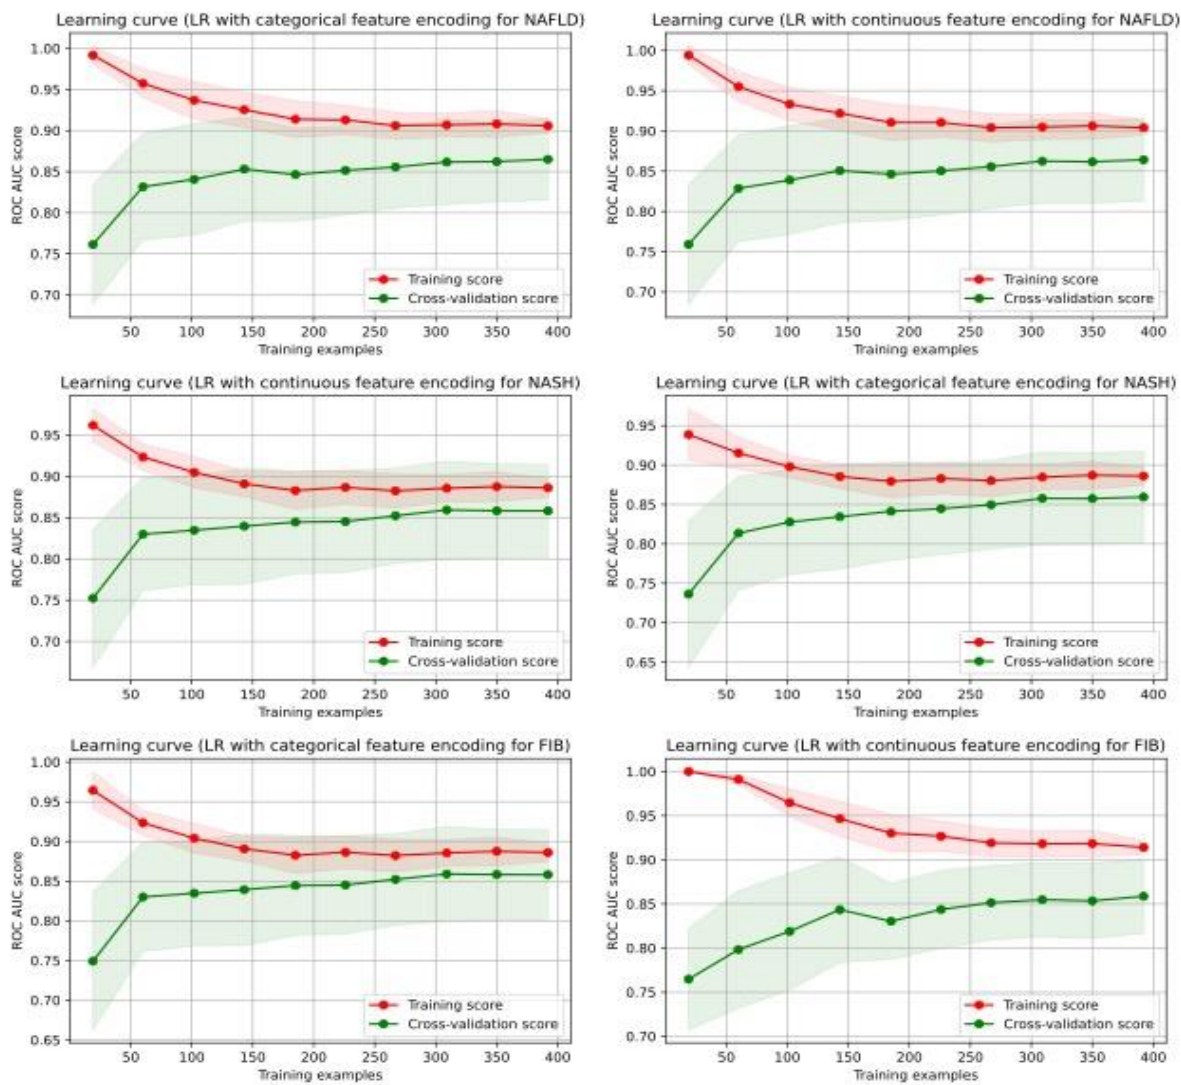 Learning curve (LR with categorical feature encoding for NAFLD)
1.00
0.95
0.90
0.85
0.80
0.75
0.70
ROC AUC score
Training score
Cross-validation score
50 100 150 200 250 300 350 400
Training examples
Learning curve (LR with continuous feature encoding for NAFLD)
1.00
0.95
0.90
0.85
0.80
0.75
0.70
ROC AUC score
Training score
Cross-validation score
50 100 150 200 250 300 350 400
Training examples
Learning curve (LR with continuous feature encoding for NASH)
0.95
0.90
0.85
0.80
0.75
0.70
ROC AUC score
Training score
Cross-validation score
50 100 150 200 250 300 350 400
Training examples
Learning curve (LR with categorical feature encoding for NASH)
0.95
0.90
0.85
0.80
0.75
0.70
0.65
ROC AUC score
Training score
Cross-validation score
50 100 150 200 250 300 350 400
Training examples
Learning curve (LR with categorical feature encoding for FIB)
1.00
0.95
0.90
0.85
0.80
0.75
0.70
0.65
ROC AUC score
Training score
Cross-validation score
50 100 150 200 250 300 350 400
Training examples
Learning curve (LR with continuous feature encoding for FIB)
1.00
0.95
0.90
0.85
0.80
0.75
0.70
ROC AUC score
Training score
Cross-validation score
50 100 150 200 250 300 350 400
Training examples